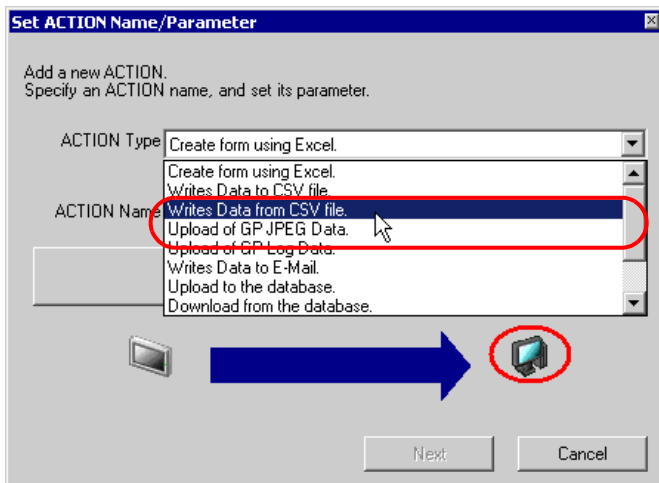 Set ACTION Name/Parameter
Add a new ACTION.
Specify an ACTION name, and set its parameter.
ACTION Type Create form using Excel.
Create form using Excel.
Writes Data to CSV file.
ACTION Name Writes Data from CSV file.
Upload of GP JPEG Data.
Upload of GP Log Data.
Writes Data to E-Mail.
Upload to the database.
Download from the database.
Next Cancel